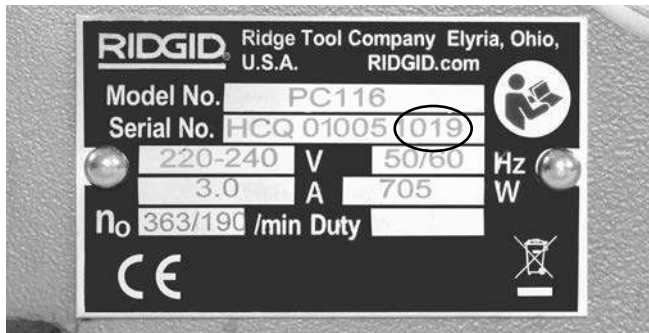 RIDGID Ridge Tool Company Elyria, Ohio,
U.S.A. RIDGID.com
Model No. PC116
Serial No. HCQ 01005 1019
220-240 V 50/60 Hz
3.0 A 705 W
no 363/190 /min Duty
CE